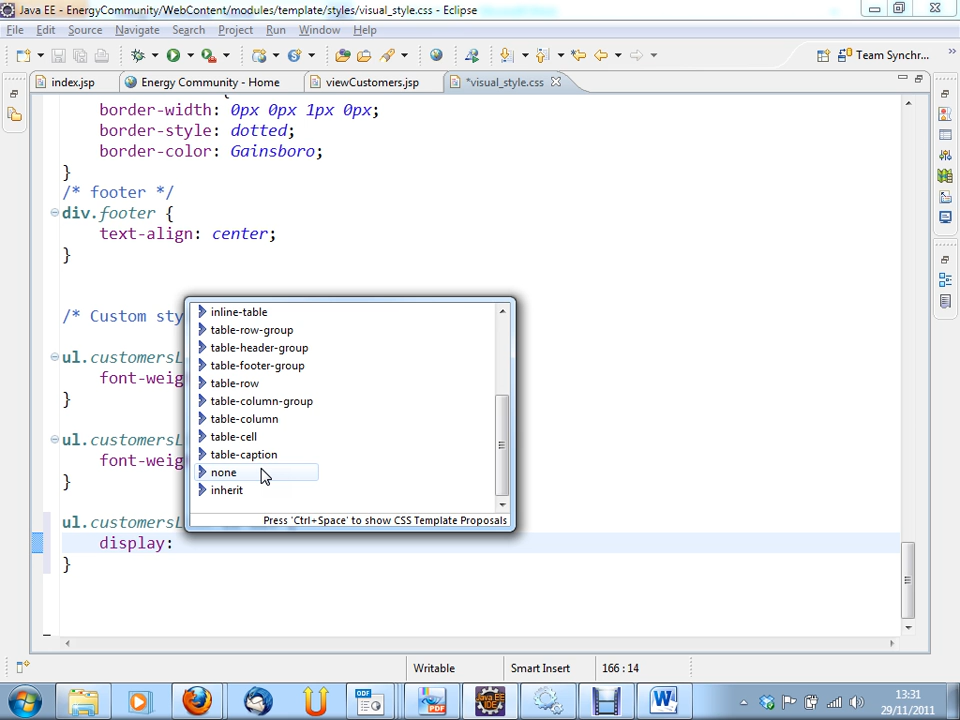 Java EE - EnergyCommunity/WebContent/modules/template/styles/visual_style.css - Eclipse
File Edit Source Navigate Search Project Run Window Help
Team Synchr... »
index.jsp Energy Community - Home viewCustomers.jsp *visual_style.css
border-width: 0px 0px 1px 0px;
border-style: dotted;
border-color: Gainsboro;
}
/* footer */
div.footer {
text-align: center;
}
/* Custom sty
ul.customersL
font-weig
}
ul.customersL
font-weig
}
ul.customersL
display:
}
inline-table
table-row-group
table-header-group
table-footer-group
table-row
table-column-group
table-column
table-cell
table-caption
none
inherit
Press 'Ctrl+Space' to show CSS Template Proposals
Writable Smart Insert 166 : 14
ODF PDF Java EE IDE W
13:31
29/11/2011